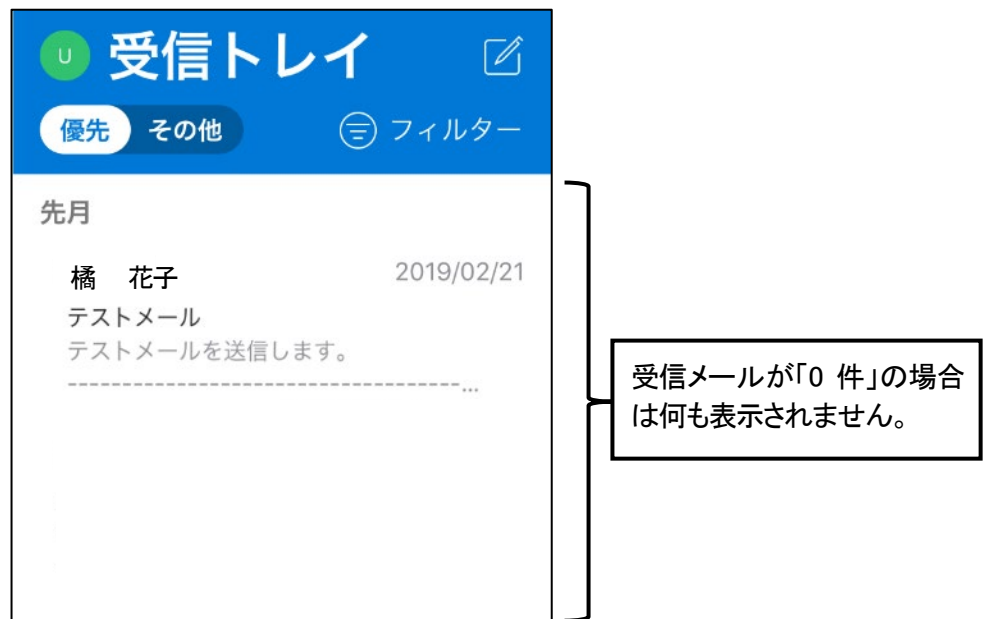 U 受信トレイ
優先 その他 フィルター
先月
橘 花子 2019/02/21
テストメール
テストメールを送信します。
------------------------------------...
受信メールが「0 件」の場合
は何も表示されません。